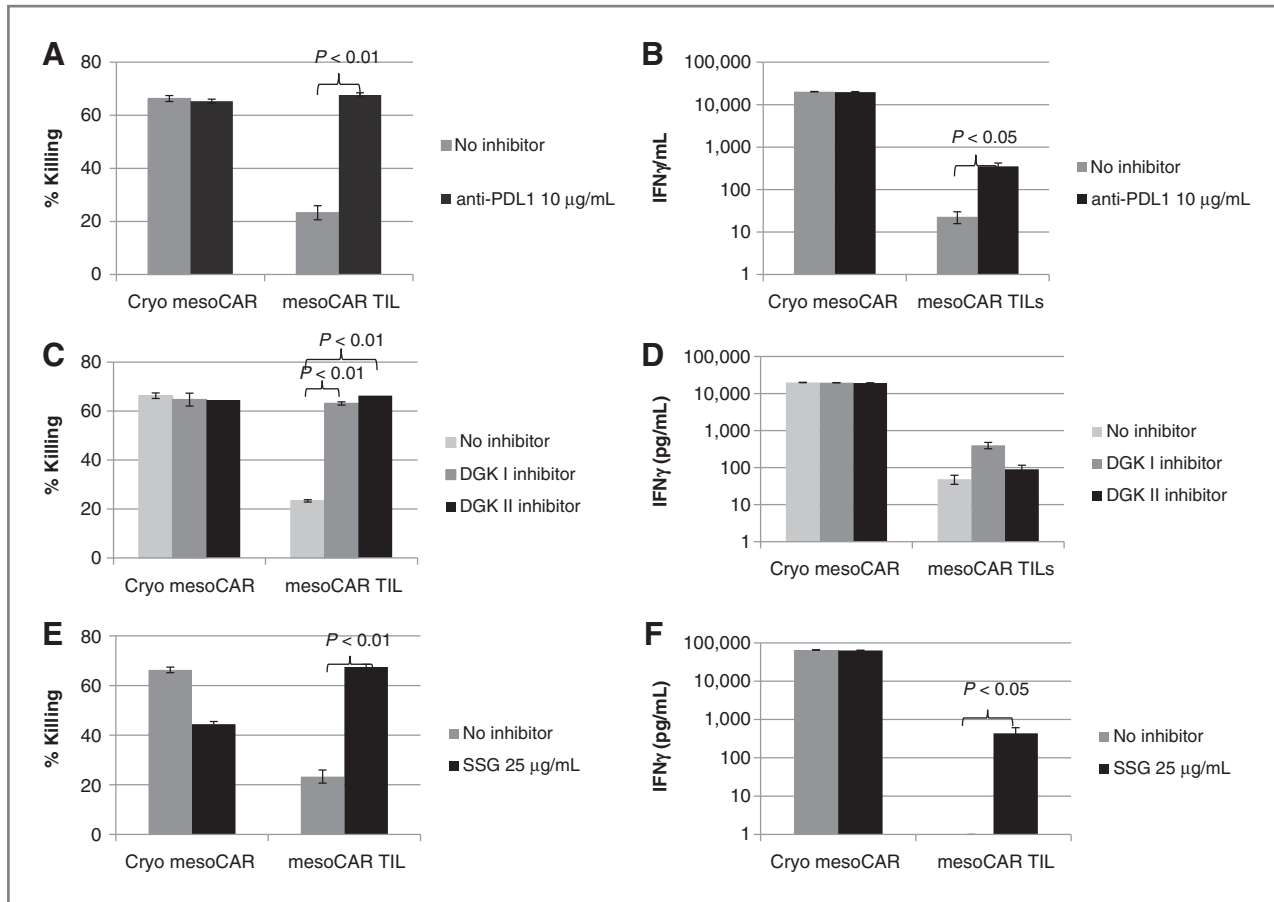 A
% Killing
80
60
40
20
0
P < 0.01
Cryo mesoCAR
mesoCAR TIL
No inhibitor
anti-PDL1 10 μg/mL
B
IFNγ/mL
100,000
10,000
1,000
100
10
1
P < 0.05
Cryo mesoCAR
mesoCAR TILs
No inhibitor
anti-PDL1 10 μg/mL
C
% Killing
80
60
40
20
0
P < 0.01
P < 0.01
Cryo mesoCAR
mesoCAR TIL
No inhibitor
DGK I inhibitor
DGK II inhibitor
D
IFNγ (pg/mL)
100,000
10,000
1,000
100
10
1
Cryo mesoCAR
mesoCAR TILs
No inhibitor
DGK I inhibitor
DGK II inhibitor
E
% Killing
80
60
40
20
0
P < 0.01
Cryo mesoCAR
mesoCAR TIL
No inhibitor
SSG 25 μg/mL
F
IFNγ (pg/mL)
100,000
10,000
1,000
100
10
1
P < 0.05
Cryo mesoCAR
mesoCAR TIL
No inhibitor
SSG 25 μg/mL